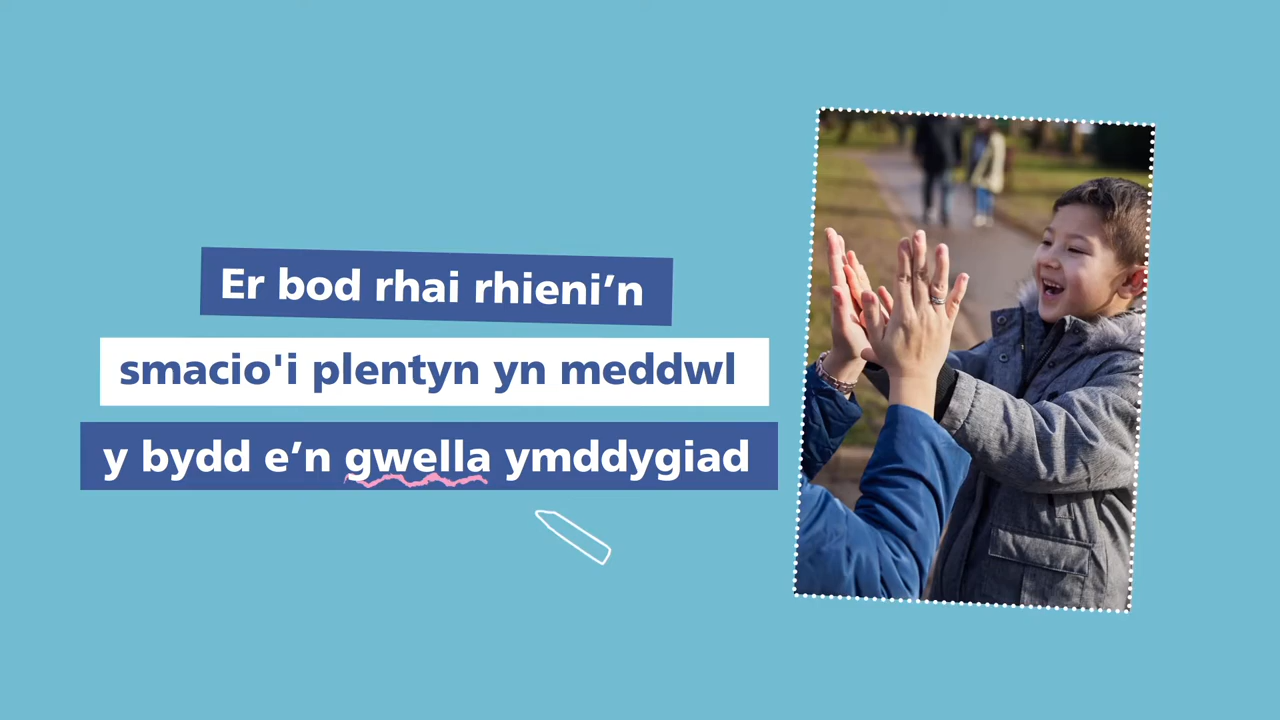 Er bod rhai rhieni’n
smacio'i plentyn yn meddwl
y bydd e’n gwella ymddygiad